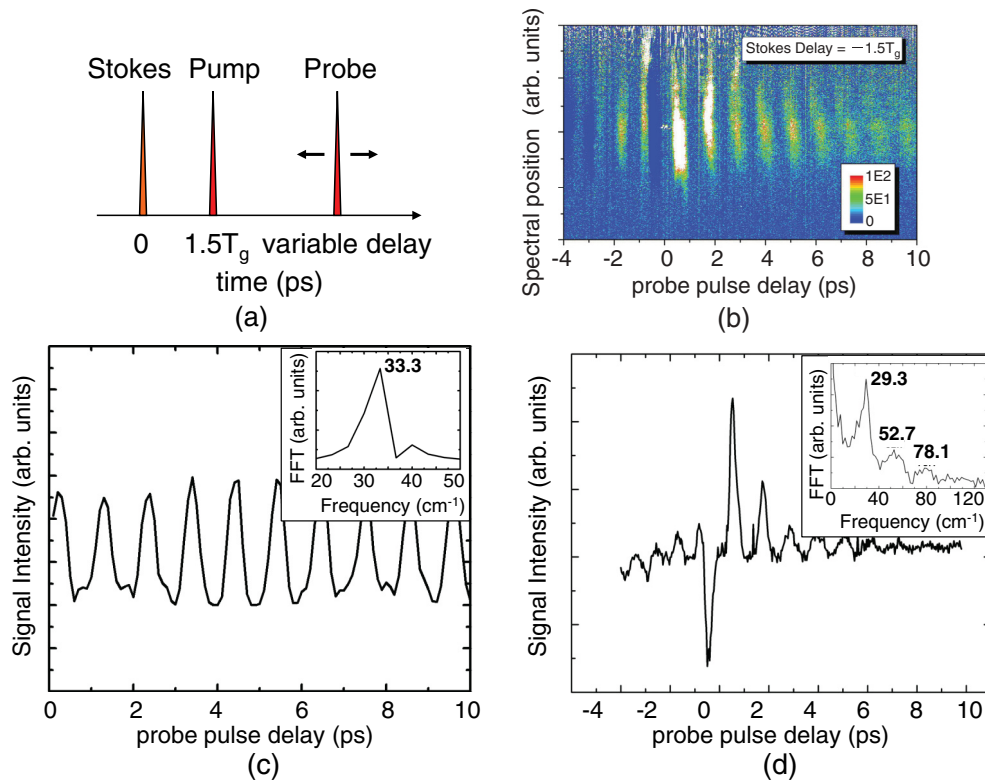 (a)
Stokes Pump Probe
0 1.5Tg variable delay
time (ps)
Spectral position (arb. units)
Stokes Delay = −1.5Tg
1E2
5E1
0
-4 -2 0 2 4 6 8 10
probe pulse delay (ps)
(b)
(c)
Signal Intensity (arb. units)
FFT (arb. units)
33.3
20 30 40 50
Frequency (cm-1)
0 2 4 6 8 10
probe pulse delay (ps)
(c)
Signal Intensity (arb. units)
FFT (arb. units)
29.3
52.7
78.1
0 40 80 120
Frequency (cm-1)
-4 -2 0 2 4 6 8 10
probe pulse delay (ps)
(d)